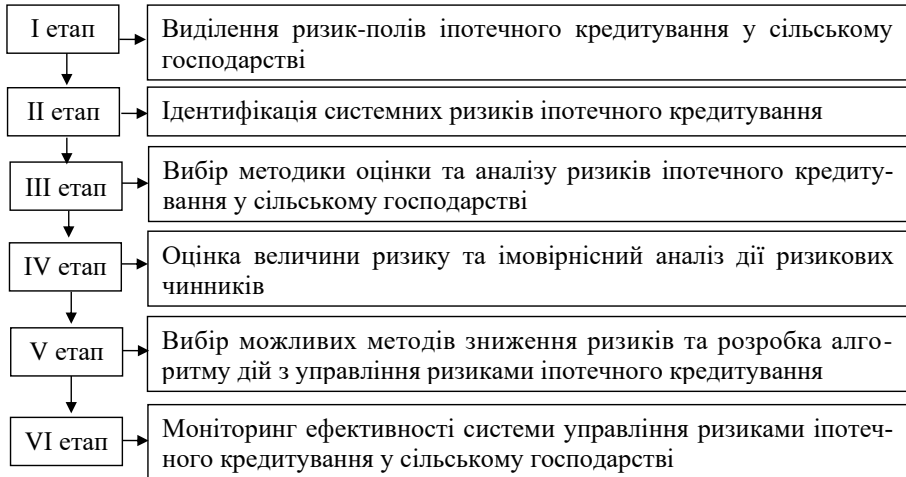 І етап
Виділення ризик-полів іпотечного кредитування у сільському
господарстві
ІІ етап
Ідентифікація системних ризиків іпотечного кредитування
ІІІ етап
Вибір методики оцінки та аналізу ризиків іпотечного кредиту-
вання у сільському господарстві
IV етап
Оцінка величини ризику та імовірнісний аналіз дії ризикових
чинників
V етап
Вибір можливих методів зниження ризиків та розробка алго-
ритму дій з управління ризиками іпотечного кредитування
VI етап
Моніторинг ефективності системи управління ризиками іпотеч-
ного кредитування у сільському господарстві